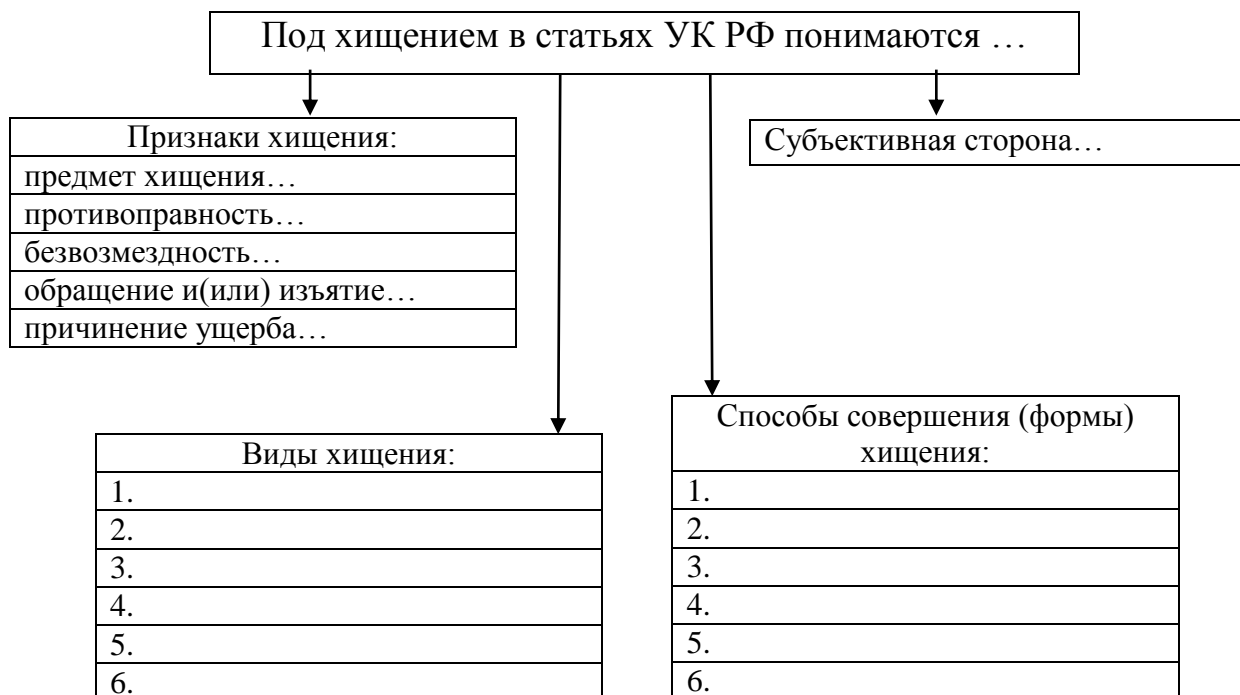 Под хищением в статьях УК РФ понимаются …
Признаки хищения:
предмет хищения…
противоправность…
безвозмездность…
обращение и(или) изъятие…
причинение ущерба…
Субъективная сторона…
Виды хищения:
1.
2.
3.
4.
5.
6.
Способы совершения (формы)
хищения:
1.
2.
3.
4.
5.
6.